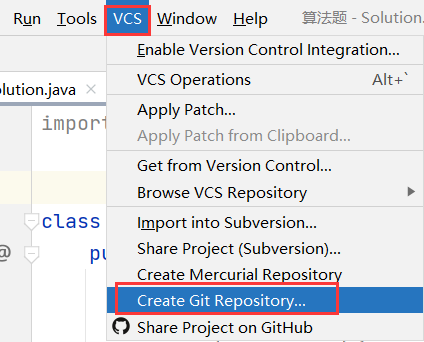 Run Tools VCS Window Help 算法题 - Solution.
Enable Version Control Integration...
VCS Operations Alt+`
olution.java ×
Apply Patch...
import
Apply Patch from Clipboard...
Get from Version Control...
Browse VCS Repository
Import into Subversion...
class
Share Project (Subversion)...
@ pu
Create Mercurial Repository
Create Git Repository...
Share Project on GitHub